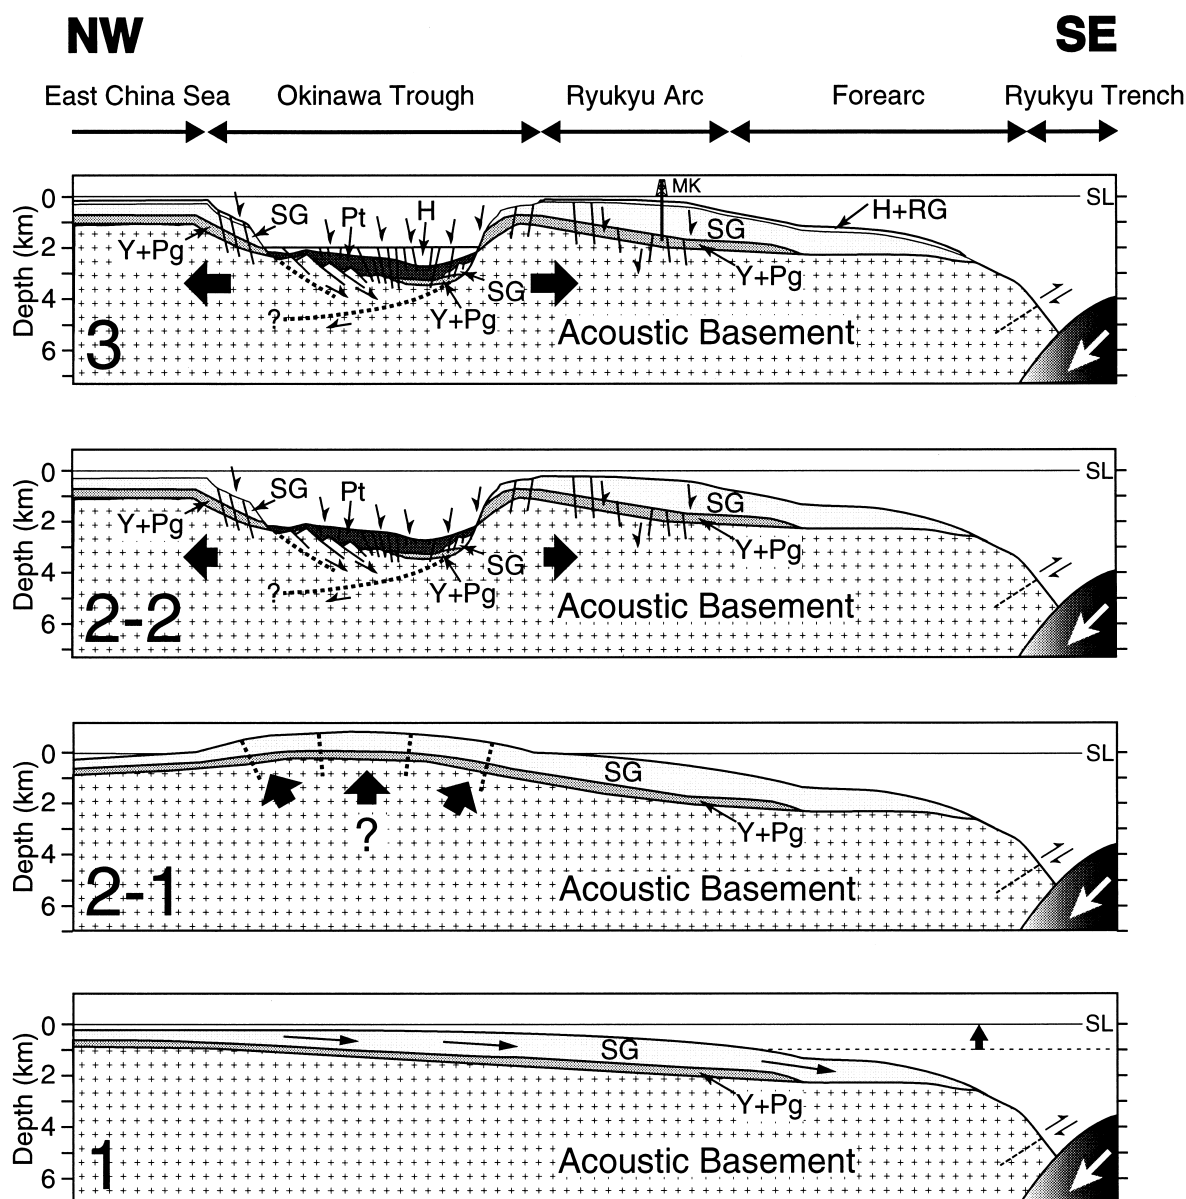 NW SE
East China Sea Okinawa Trough Ryukyu Arc Forearc Ryukyu Trench
MK
0 SL
SG Pt H H+RG
SG
Y+Pg
2
Y+Pg
SG
4
? Y+Pg
Acoustic Basement
3
6
Depth (km)
0 SL
SG Pt SG
Y+Pg
2
Y+Pg
SG
4
? Y+Pg
Acoustic Basement
2-2
6
Depth (km)
0 SL
SG
2
Y+Pg
?
4
Acoustic Basement
2-1
6
Depth (km)
0 SL
SG
2
Y+Pg
4
Acoustic Basement
1
6
Depth (km)